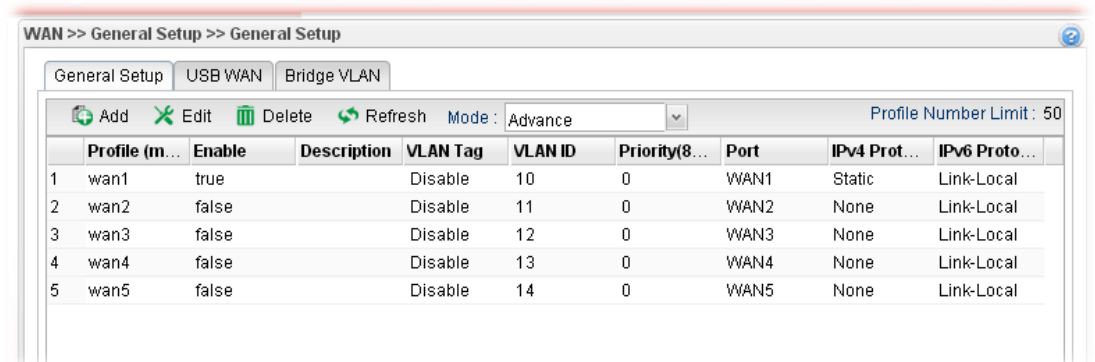 WAN >> General Setup >> General Setup
General Setup USB WAN Bridge VLAN
Add Edit Delete Refresh Mode : Advance Profile Number Limit : 50
Profile (m... Enable Description VLAN Tag VLAN ID Priority(8... Port IPv4 Prot... IPv6 Proto...
1 wan1 true Disable 10 0 WAN1 Static Link-Local
2 wan2 false Disable 11 0 WAN2 None Link-Local
3 wan3 false Disable 12 0 WAN3 None Link-Local
4 wan4 false Disable 13 0 WAN4 None Link-Local
5 wan5 false Disable 14 0 WAN5 None Link-Local